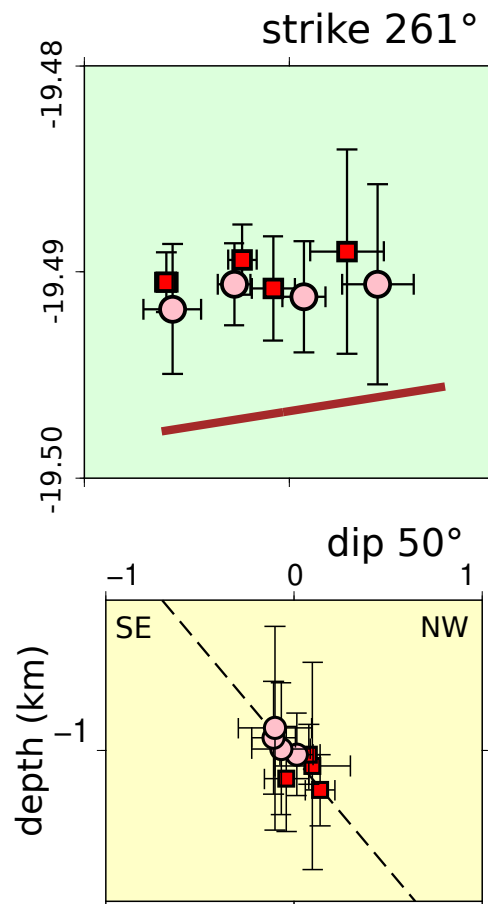 strike 261°
-19.48
-19.49
-19.50
dip 50°
−1 0 1
SE NW
−1
depth (km)